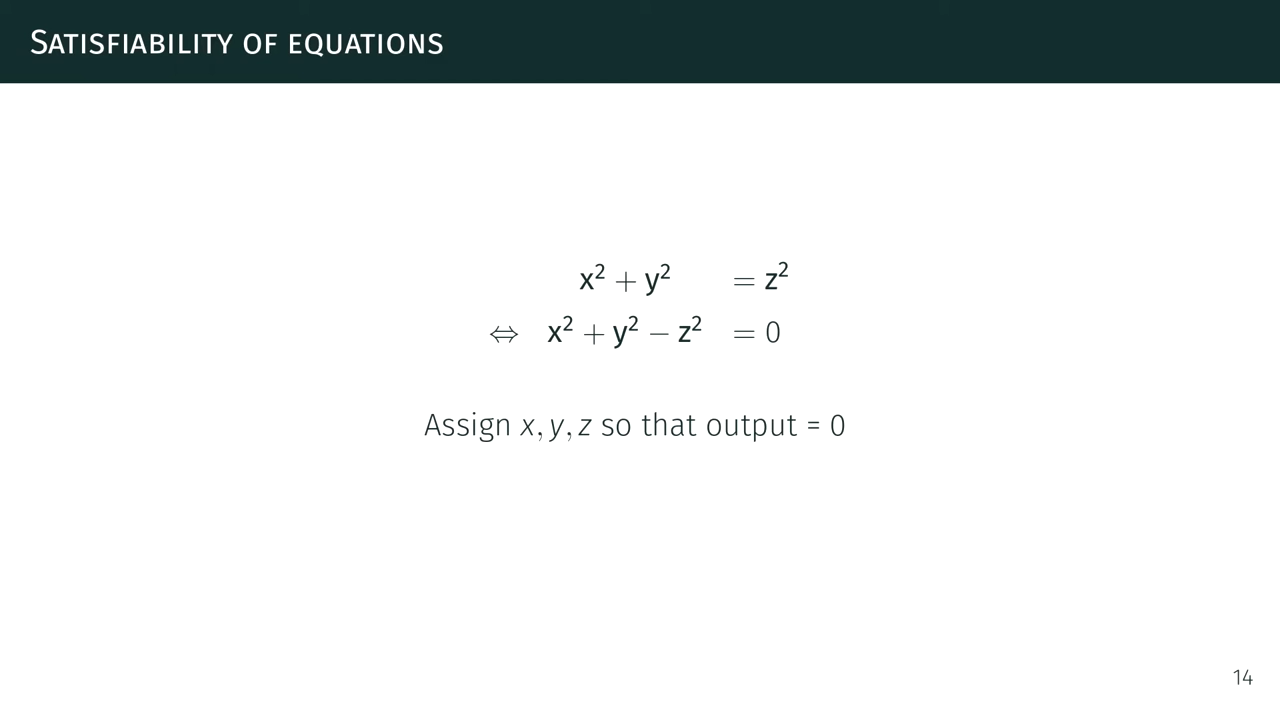 Satisfiability of equations
x² + y² = z²
⇔ x² + y² − z² = 0
Assign x, y, z so that output = 0
14